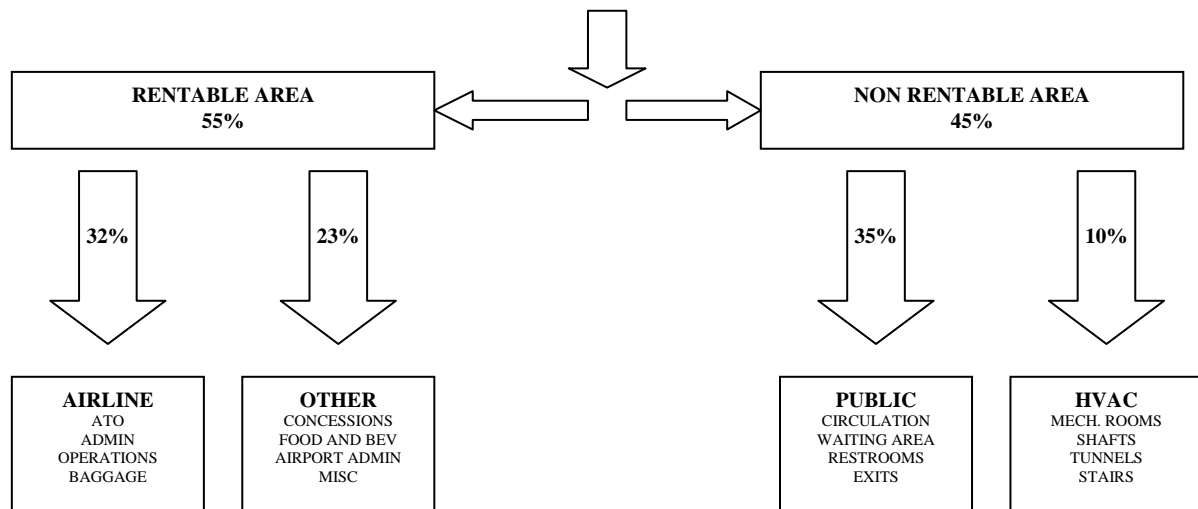 RENTABLE AREA
55%
NON RENTABLE AREA
45%
32%
23%
35%
10%
AIRLINE
ATO
ADMIN
OPERATIONS
BAGGAGE
OTHER
CONCESSIONS
FOOD AND BEV
AIRPORT ADMIN
MISC
PUBLIC
CIRCULATION
WAITING AREA
RESTROOMS
EXITS
HVAC
MECH. ROOMS
SHAFTS
TUNNELS
STAIRS